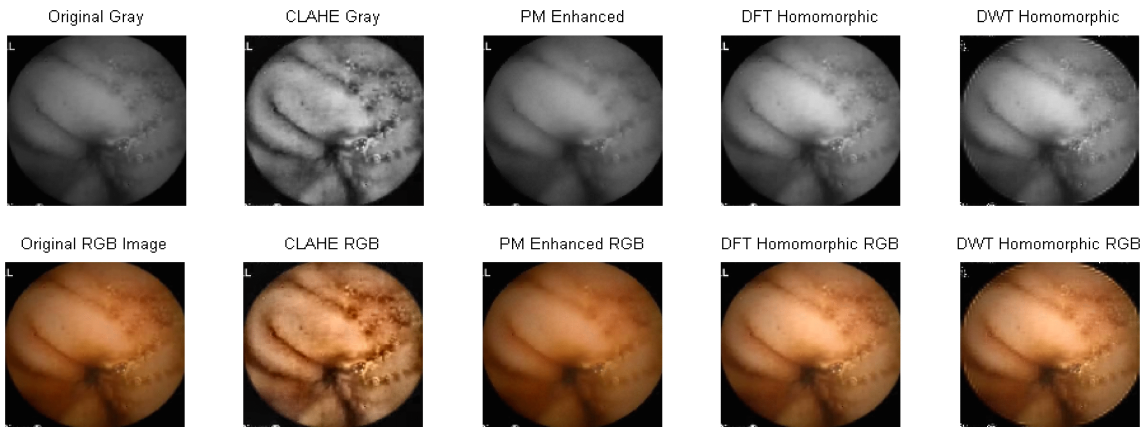 Original Gray
CLAHE Gray
PM Enhanced
DFT Homomorphic
DWT Homomorphic
Original RGB Image
CLAHE RGB
PM Enhanced RGB
DFT Homomorphic RGB
DWT Homomorphic RGB